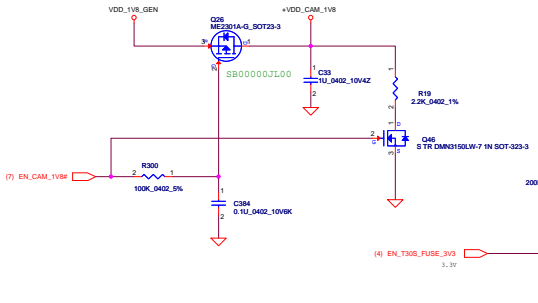 VDD_1V8_GEN
+VDD_CAM_1V8
Q26
ME2301A-G_SOT23-3
3
1
2
SB00000JL00
1
C33
1U_0402_10V4Z
2
1
R19
2.2K_0402_1%
2
1
D
2
G
Q46
S TR DMN3150LW-7 1N SOT-323-3
3
S
(7) EN_CAM_1V8#
2
R300
1
100K_0402_5%
1
C384
0.1U_0402_10V6K
2
200
(4) EN_T30S_FUSE_3V3
3.3V